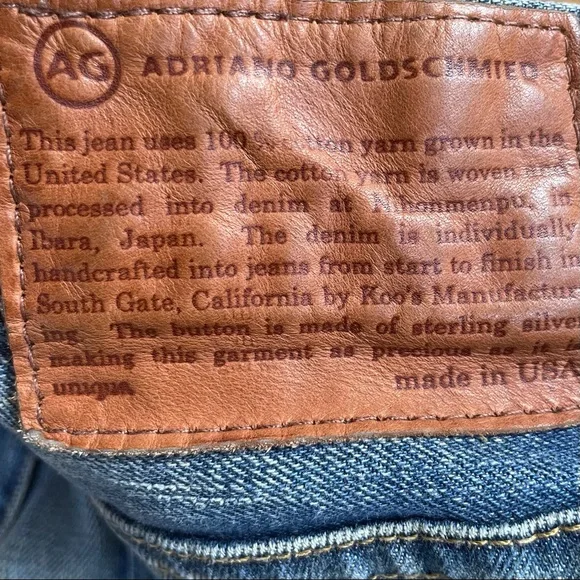 AG ADRIANO GOLDSCHMIED
This jean uses 100 % cotton yarn grown in the
United States. The cotton yarn is woven and
processed into denim at Nihonmenpu, in
Ibara, Japan. The denim is individually
handcrafted into jeans from start to finish in
South Gate, California by Koo's Manufactur
ing. The button is made of sterling silver
making this garment as precious as it is
unique.
made in USA